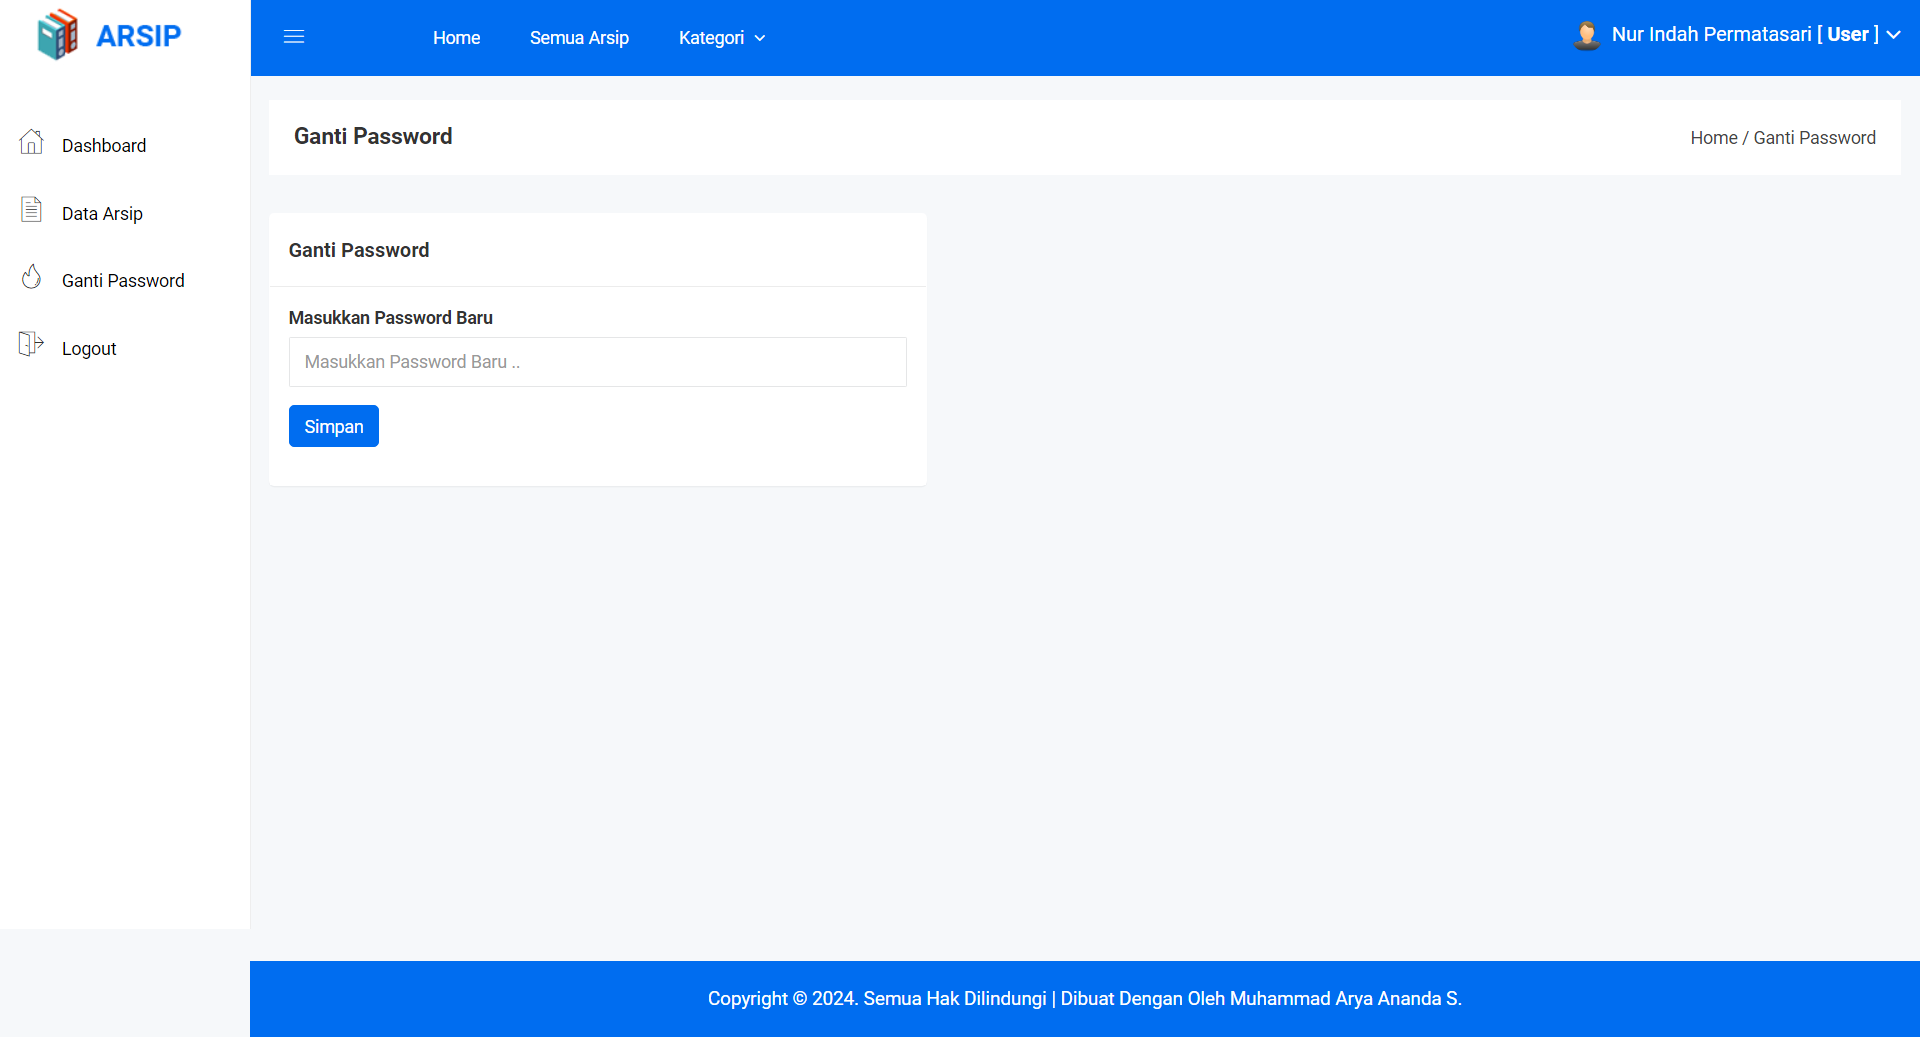 ARSIP
Home
Semua Arsip
Kategori
Nur Indah Permatasari [ User ]
Dashboard
Data Arsip
Ganti Password
Logout
Ganti Password
Home / Ganti Password
Ganti Password
Masukkan Password Baru
Masukkan Password Baru ..
Simpan
Copyright © 2024. Semua Hak Dilindungi | Dibuat Dengan Oleh Muhammad Arya Ananda S.